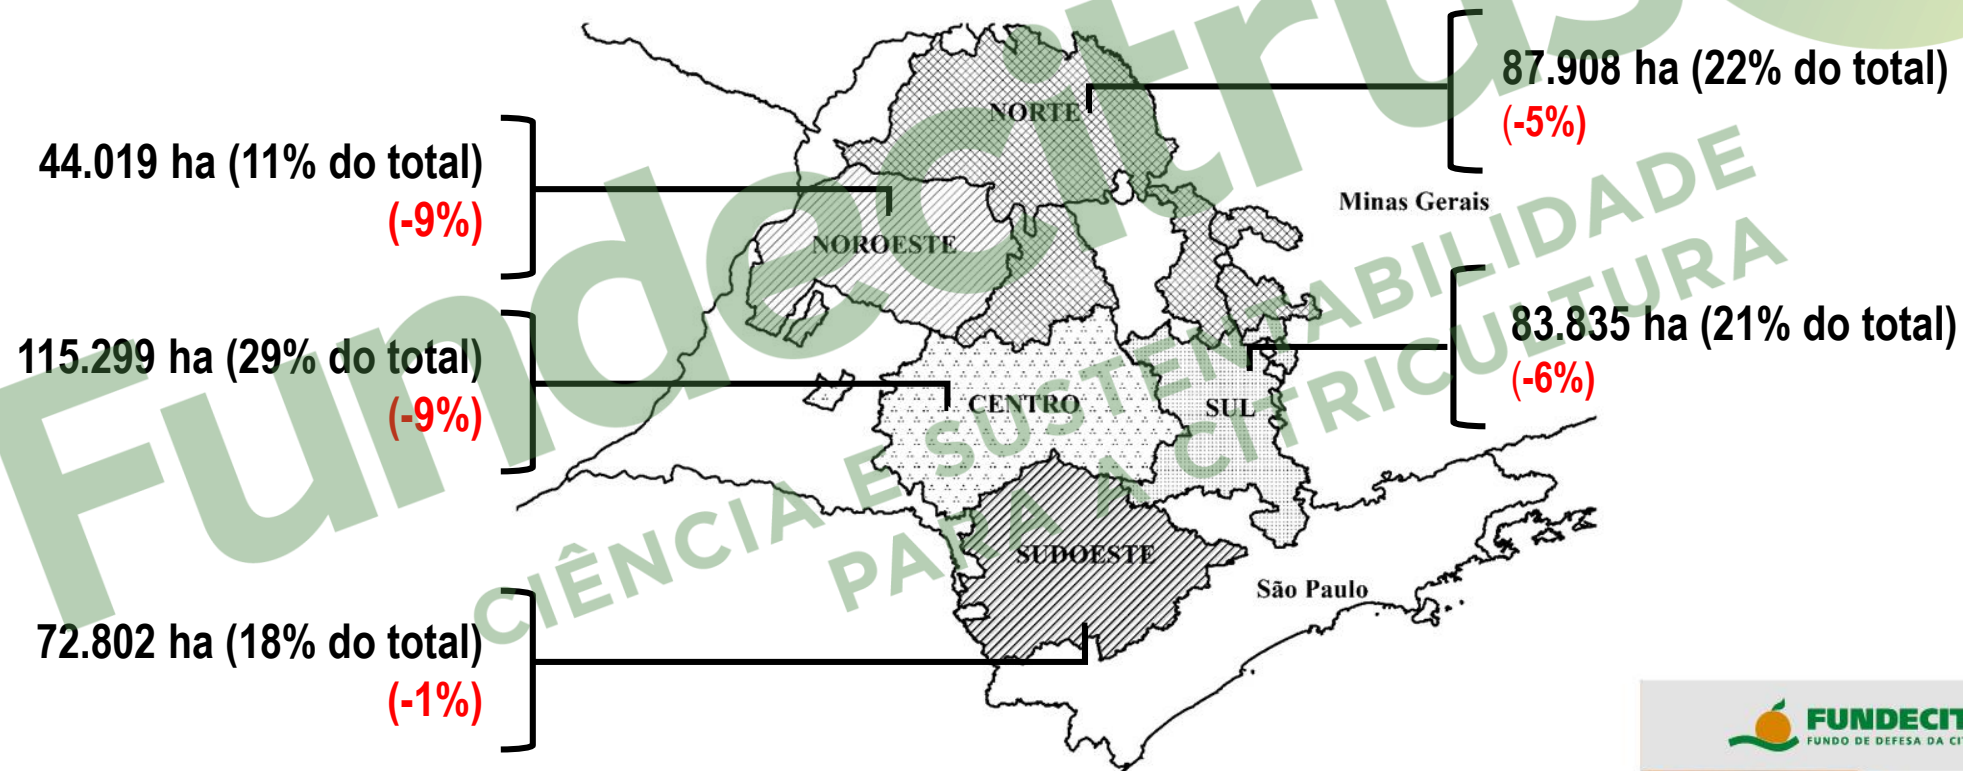 87.908 ha (22% do total)
(-5%)
NORTE
44.019 ha (11% do total)
(-9%)
Minas Gerais
NOROESTE
83.835 ha (21% do total)
(-6%)
115.299 ha (29% do total)
(-9%)
CENTRO
SUL
SUDOESTE
São Paulo
72.802 ha (18% do total)
(-1%)
Fundecitrus
CIÊNCIA E SUSTENTABILIDADE
PARA A CITRICULTURA
FUNDECIT
FUNDO DE DEFESA DA CIT